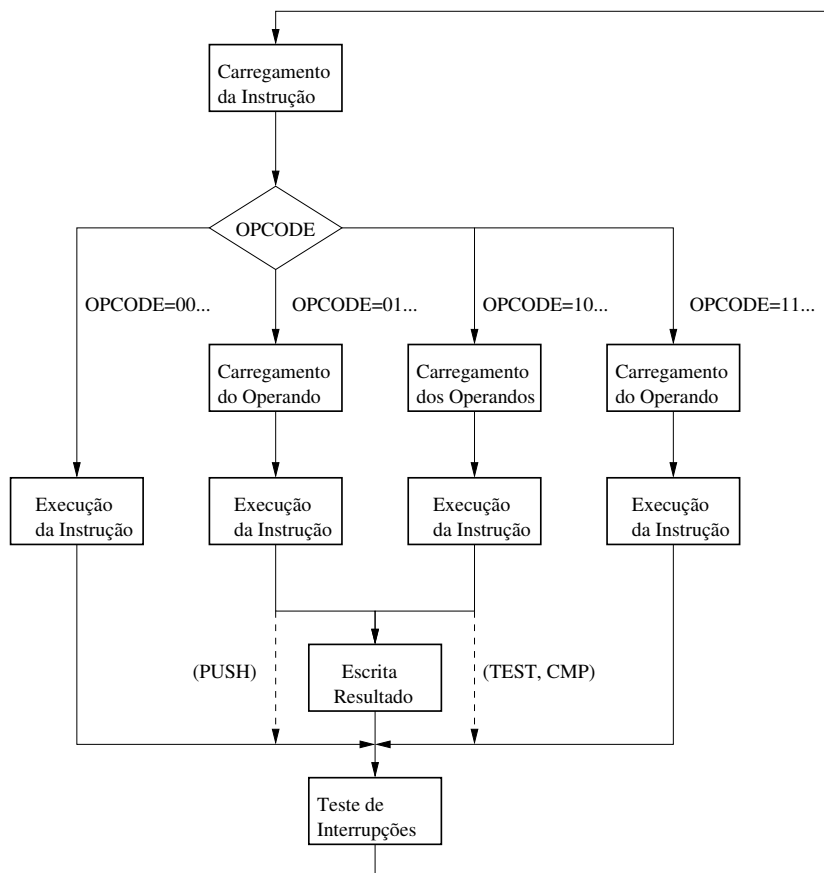 Carregamento
da Instrução
OPCODE
OPCODE=00...
OPCODE=01...
OPCODE=10...
OPCODE=11...
Carregamento
do Operando
Carregamento
dos Operandos
Carregamento
do Operando
Execução
da Instrução
Execução
da Instrução
Execução
da Instrução
Execução
da Instrução
(PUSH)
Escrita
Resultado
(TEST, CMP)
Teste de
Interrupções